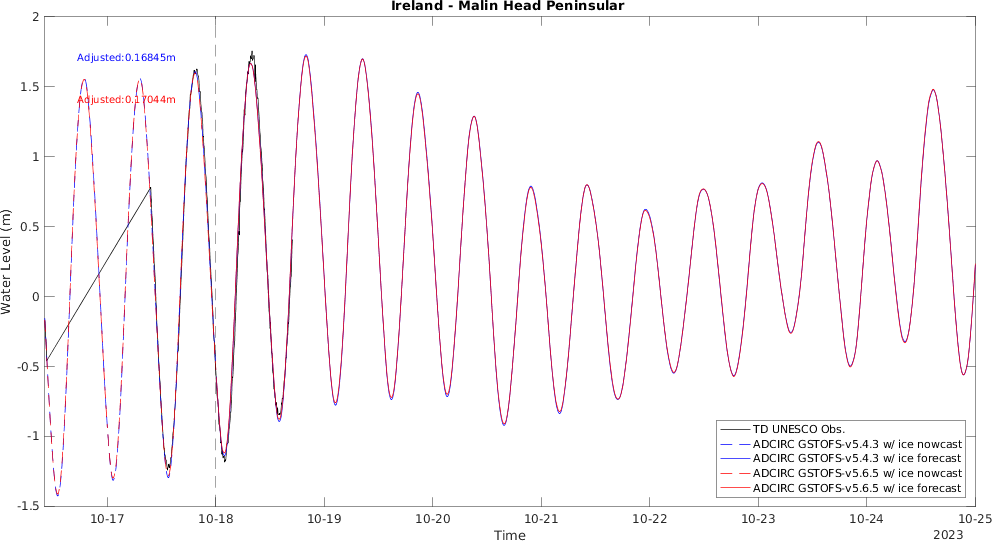 Ireland - Malin Head Peninsular
Adjusted:0.16845m
Adjusted:0.17044m
Water Level (m)
2
1.5
1
0.5
0
-0.5
-1
-1.5
10-17
10-18
10-19
10-20
10-21
10-22
10-23
10-24
10-25
Time
2023
TD UNESCO Obs.
ADCIRC GSTOFS-v5.4.3 w/ ice nowcast
ADCIRC GSTOFS-v5.4.3 w/ ice forecast
ADCIRC GSTOFS-v5.6.5 w/ ice nowcast
ADCIRC GSTOFS-v5.6.5 w/ ice forecast